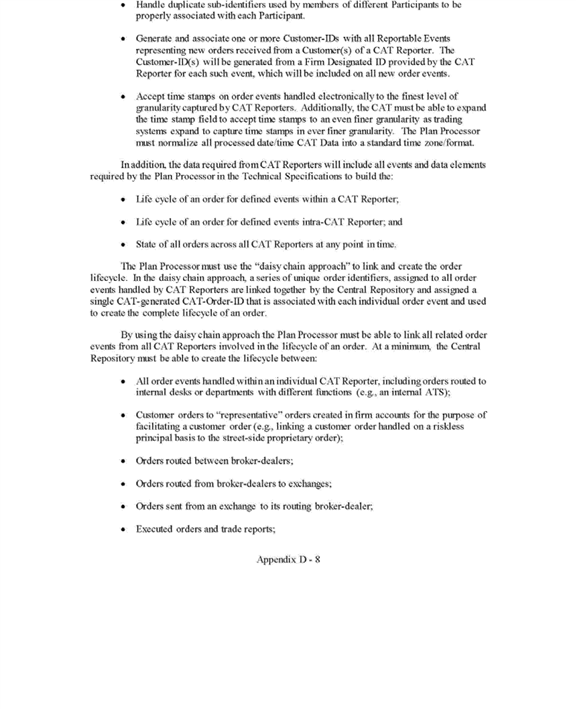 • Handle duplicate sub-identifiers used by members of different Participants to be
properly associated with each Participant.
• Generate and associate one or more Customer-IDs with all Reportable Events
representing new orders received from a Customer(s) of a CAT Reporter. The
Customer-ID(s) will be generated from a Firm Designated ID provided by the CAT
Reporter for each such event, which will be included on all new order events.
• Accept time stamps on order events handled electronically to the finest level of
granularity captured by CAT Reporters. Additionally, the CAT must be able to expand
the time stamp field to accept time stamps to an even finer granularity as trading
systems expand to capture time stamps in ever finer granularity. The Plan Processor
must normalize all processed date/time CAT Data into a standard time zone/format.
In addition, the data required from CAT Reporters will include all events and data elements
required by the Plan Processor in the Technical Specifications to build the:
• Life cycle of an order for defined events within a CAT Reporter;
• Life cycle of an order for defined events intra-CAT Reporter; and
• State of all orders across all CAT Reporters at any point in time.
The Plan Processor must use the “daisy chain approach” to link and create the order
lifecycle. In the daisy chain approach, a series of unique order identifiers, assigned to all order
events handled by CAT Reporters are linked together by the Central Repository and assigned a
single CAT-generated CAT-Order-ID that is associated with each individual order event and used
to create the complete lifecycle of an order.
By using the daisy chain approach the Plan Processor must be able to link all related order
events from all CAT Reporters involved in the lifecycle of an order. At a minimum, the Central
Repository must be able to create the lifecycle between:
• All order events handled within an individual CAT Reporter, including orders routed to
internal desks or departments with different functions (e.g., an internal ATS);
• Customer orders to “representative” orders created in firm accounts for the purpose of
facilitating a customer order (e.g., linking a customer order handled on a riskless
principal basis to the street-side proprietary order);
• Orders routed between broker-dealers;
• Orders routed from broker-dealers to exchanges;
• Orders sent from an exchange to its routing broker-dealer;
• Executed orders and trade reports;
Appendix D - 8